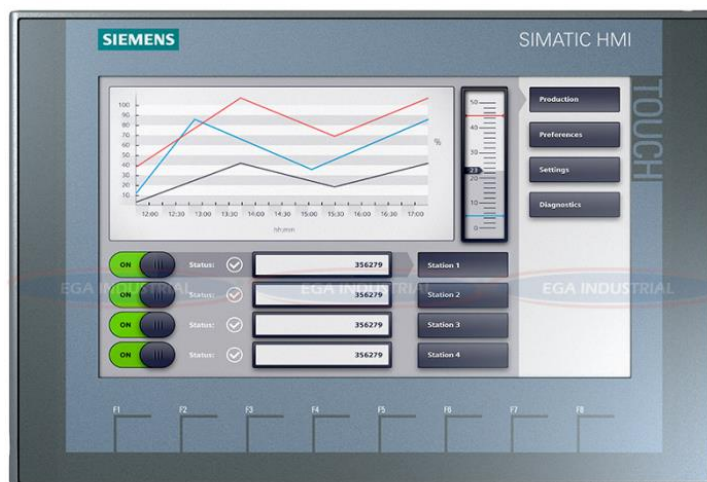 SIEMENS
SIMATIC HMI
TOUCH
100
90
80
70
60
50
40
30
20
10
12:00 12:30 13:00 13:30 14:00 14:30 15:00 15:30 16:30 17:00
hh:mm
%
50
40
30
23
20
10
0
Production
Preferences
Settings
Diagnostics
ON Status: 356279 Station 1
ON Status: 356279 Station 2
EGA INDUSTRIAL EGA INDUSTRIAL EGA INDUSTRIAL
ON Status: 356279 Station 3
ON Status: 356279 Station 4
F1 F2 F3 F4 F5 F6 F7 F8